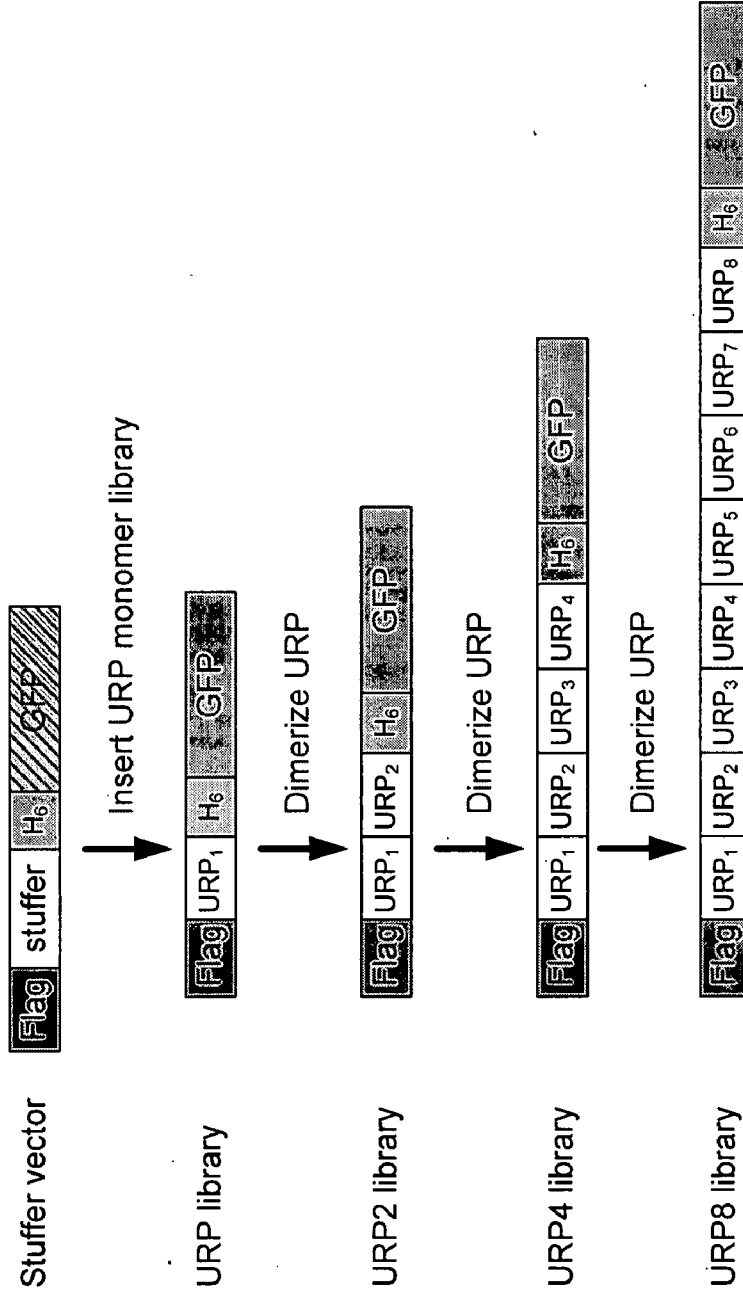 Stuffer vector
Flag stuffer H₆ GFP
Insert URP monomer library
URP library
Flag URP₁ H₆ GFP
Dimerize URP
URP2 library
Flag URP₁ URP₂ H₆ GFP
Dimerize URP
URP4 library
Flag URP₁ URP₂ URP₃ URP₄ H₆ GFP
Dimerize URP
URP8 library
Flag URP₁ URP₂ URP₃ URP₄ URP₅ URP₆ URP₇ URP₈ H₆ GFP